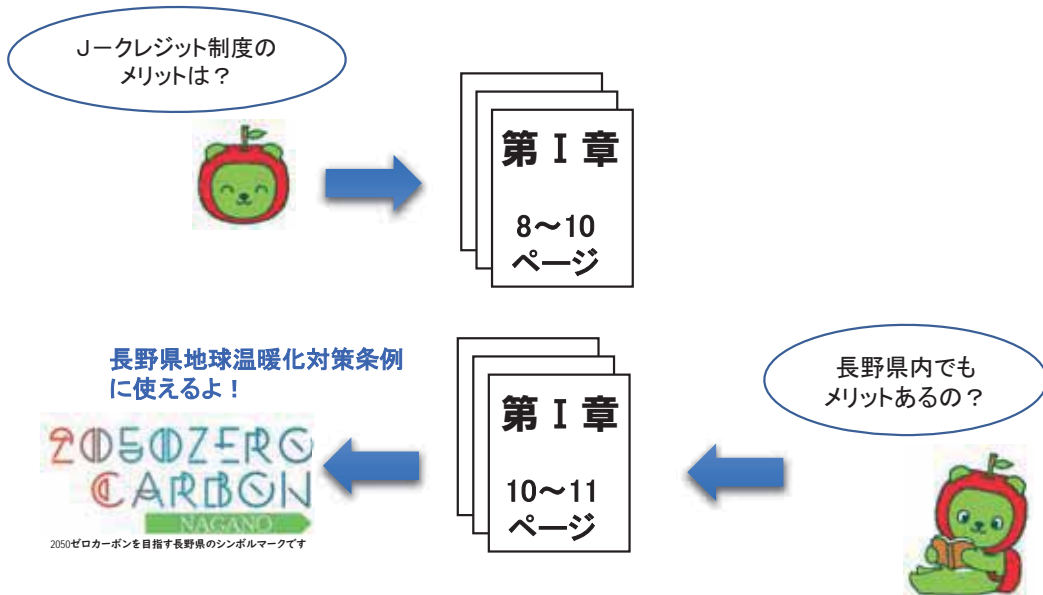 J－クレジット制度の
メリットは？
第Ⅰ章
8～10
ページ
長野県地球温暖化対策条例
に使えるよ！
2050ZERO
CARBON
NAGANO
2050ゼロカーボンを目指す長野県のシンボルマークです
第Ⅰ章
10～11
ページ
長野県内でも
メリットあるの？